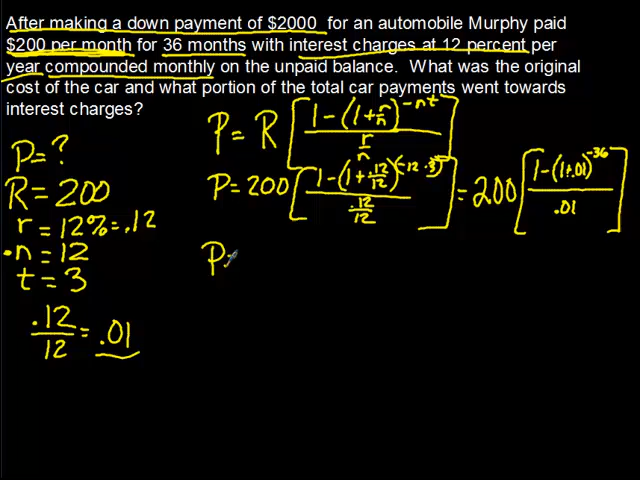 After making a down payment of $2000 for an automobile Murphy paid
$200 per month for 36 months with interest charges at 12 percent per
year compounded monthly on the unpaid balance. What was the original
cost of the car and what portion of the total car payments went towards
interest charges?
P = R [ (1-(1+r/n)^-nt) / (r/n) ]
P = ?
P = 200 [ (1-(1+.12/12)^(-12·3)) / (.12/12) ] = 200 [ (1-(1+.01)^-36) / .01 ]
R = 200
r = 12% = .12
n = 12
P=
t = 3
.12/12 = .01